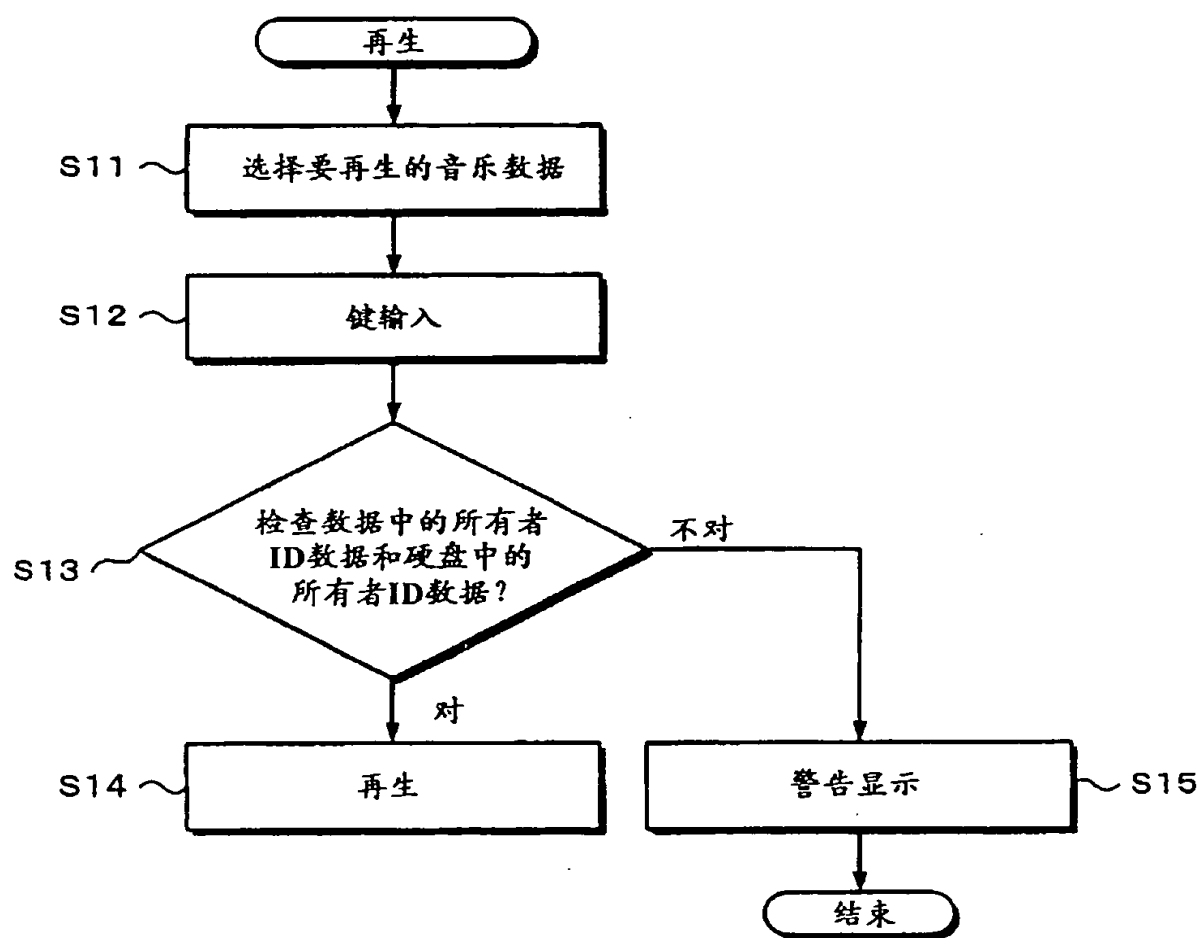 再生
S11
选择要再生的音乐数据
S12
键输入
S13
检查数据中的所有者
ID数据和硬盘中的
所有者ID数据?
不对
对
S14
再生
警告显示
S15
结束